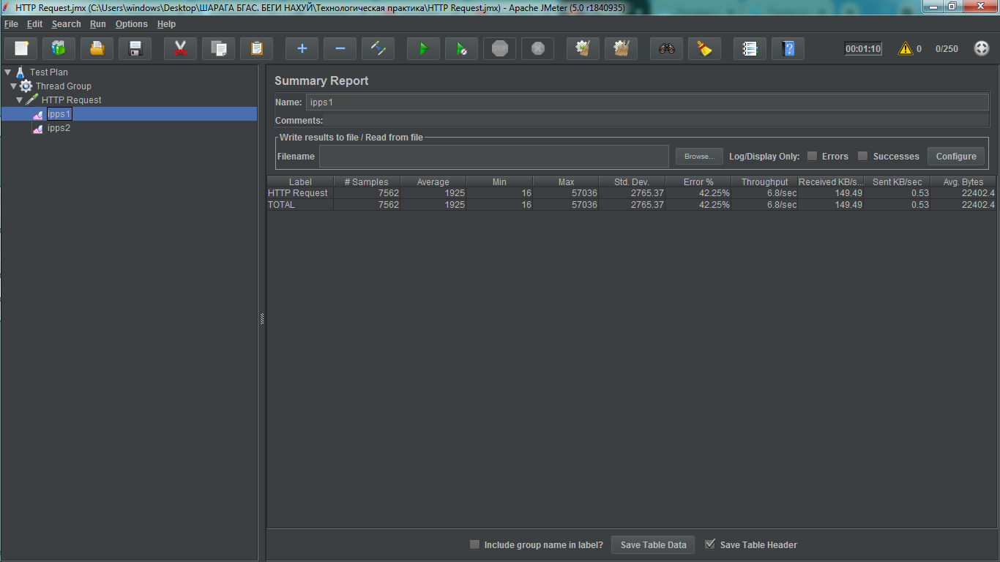 HTTP Request.jmx (C:\Users\windows\Desktop\ШАРАГА БГАС. БЕГИ НАХУЙ\Технологическая практика\HTTP Request.jmx) - Apache JMeter (5.0 r1840935)
File Edit Search Run Options Help
STOP 00:01:10 0 0/250
Test Plan
Thread Group
HTTP Request
ipps1
ipps2
Summary Report
Name: ipps1
Comments:
Write results to file / Read from file
Filename Browse... Log/Display Only: Errors Successes Configure
Label # Samples Average Min Max Std. Dev. Error % Throughput Received KB/s... Sent KB/sec Avg. Bytes
HTTP Request 7562 1925 16 57036 2765.37 42.25% 6.8/sec 149.49 0.53 22402.4
TOTAL 7562 1925 16 57036 2765.37 42.25% 6.8/sec 149.49 0.53 22402.4
Include group name in label? Save Table Data Save Table Header